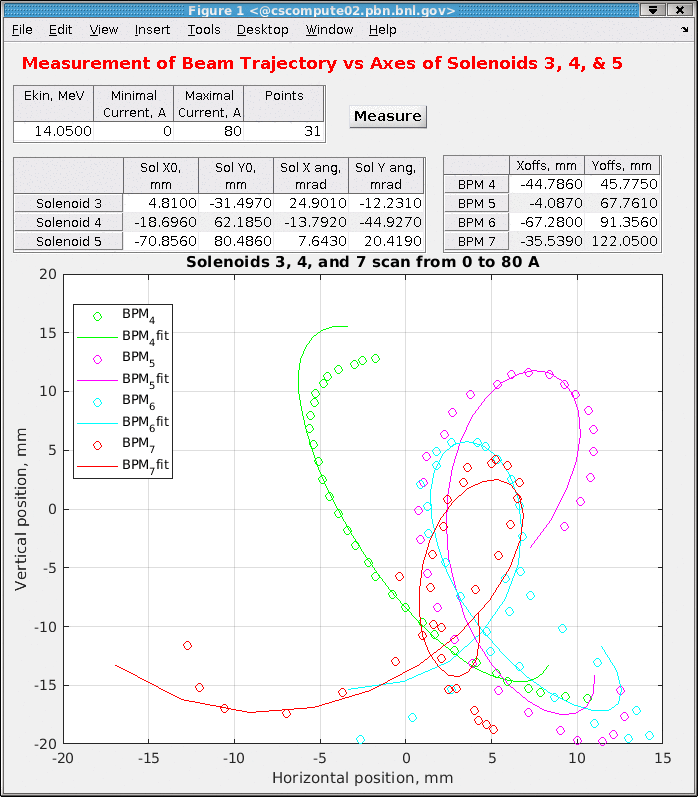 Figure 1 <@cscompute02.pbn.bnl.gov>
File Edit View Insert Tools Desktop Window Help
Measurement of Beam Trajectory vs Axes of Solenoids 3, 4, & 5
Ekin, MeV Minimal Current, A Maximal Current, A Points
14.0500 0 80 31
Measure
Sol X0, mm Sol Y0, mm Sol X ang, mrad Sol Y ang, mrad
Solenoid 3 4.8100 -31.4970 24.9010 -12.2310
Solenoid 4 -18.6960 62.1850 -13.7920 -44.9270
Solenoid 5 -70.8560 80.4860 7.6430 20.4190
Xoffs, mm Yoffs, mm
BPM 4 -44.7860 45.7750
BPM 5 -4.0870 67.7610
BPM 6 -67.2800 91.3560
BPM 7 -35.5390 122.0500
Solenoids 3, 4, and 7 scan from 0 to 80 A
BPM4
BPM4fit
BPM5
BPM5fit
BPM6
BPM6fit
BPM7
BPM7fit
Vertical position, mm
20
15
10
5
0
-5
-10
-15
-20
-20 -15 -10 -5 0 5 10 15
Horizontal position, mm